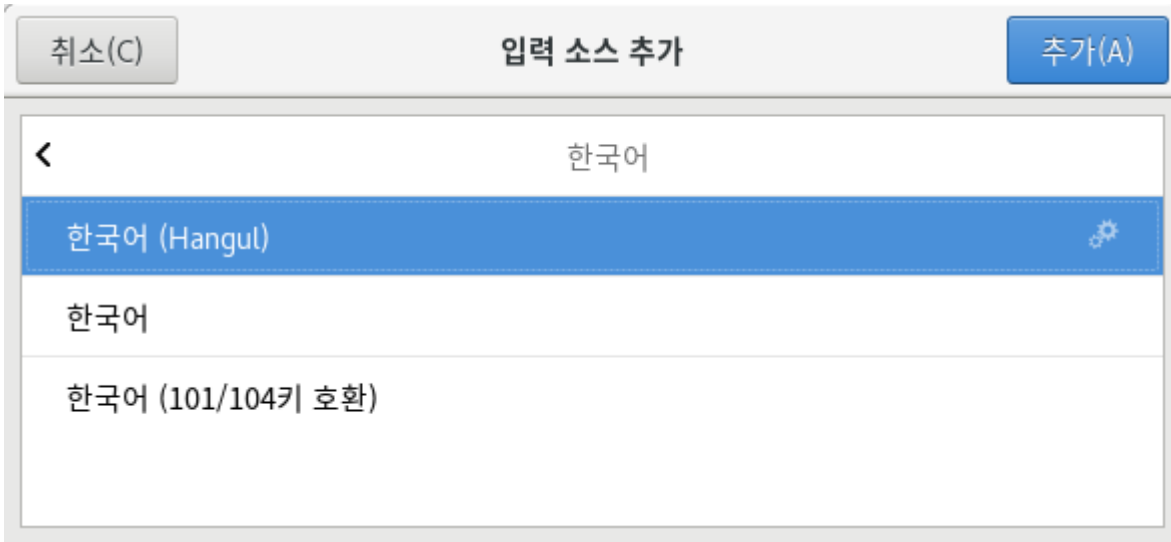 취소(C)
입력 소스 추가
추가(A)
한국어
한국어 (Hangul)
한국어
한국어 (101/104키 호환)